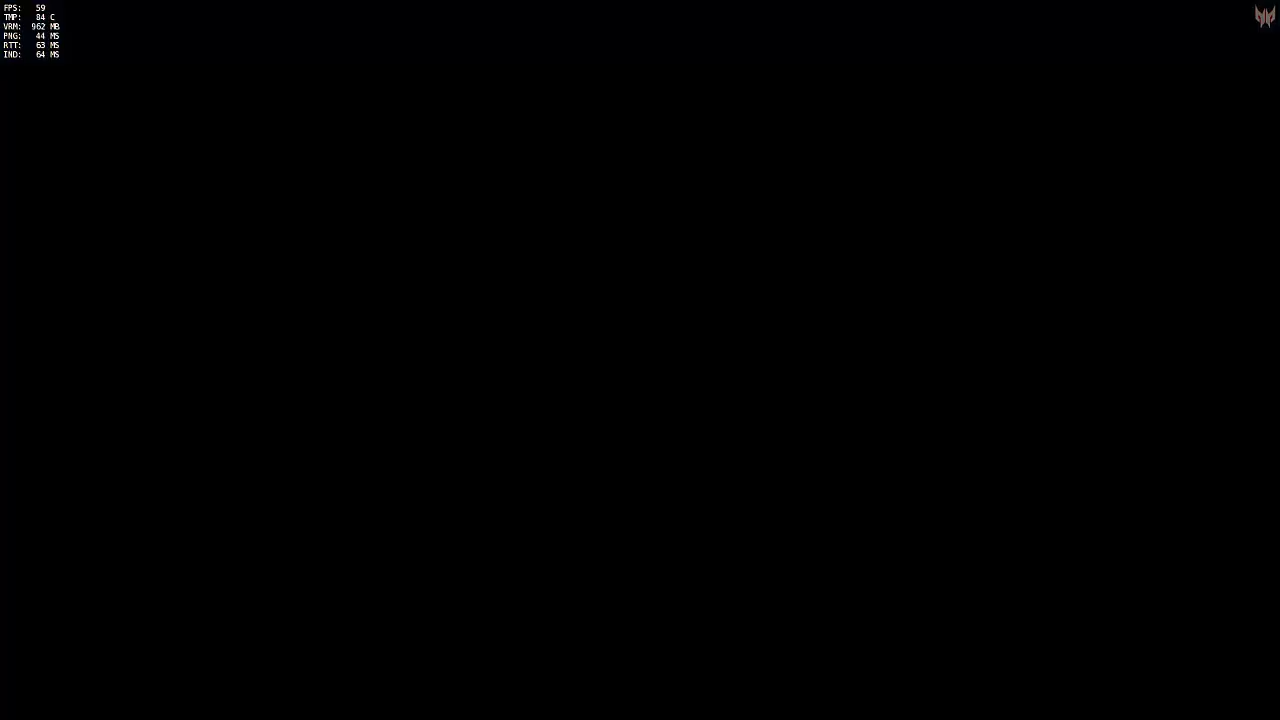 FPS: 59
TMP: 84 C
VRM: 962 MB
PNG: 44 MS
RTT: 63 MS
IND: 64 MS